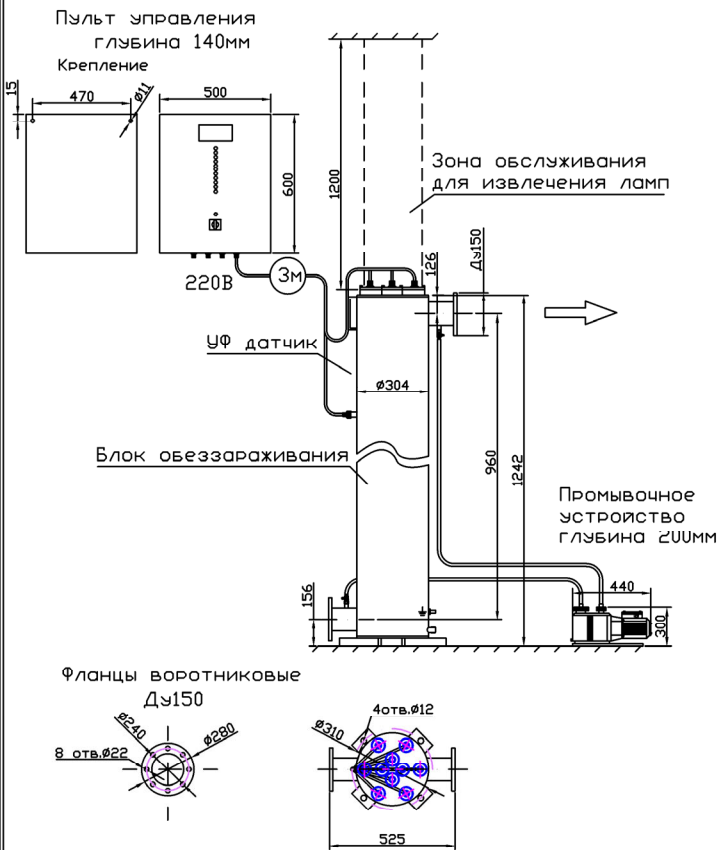 Пульт управления
глубина 140мм
Крепление
15
470
ø11
500
600
220В
3м
1200
Зона обслуживания
для извлечения ламп
126
Ду150
УФ датчик
ø304
Блок обеззараживания
960
1242
Промывочное
устройство
глубина 200мм
440
300
156
Фланцы воротниковые
Ду150
ø240
ø280
8 отв.ø22
ø310
4отв.ø12
525